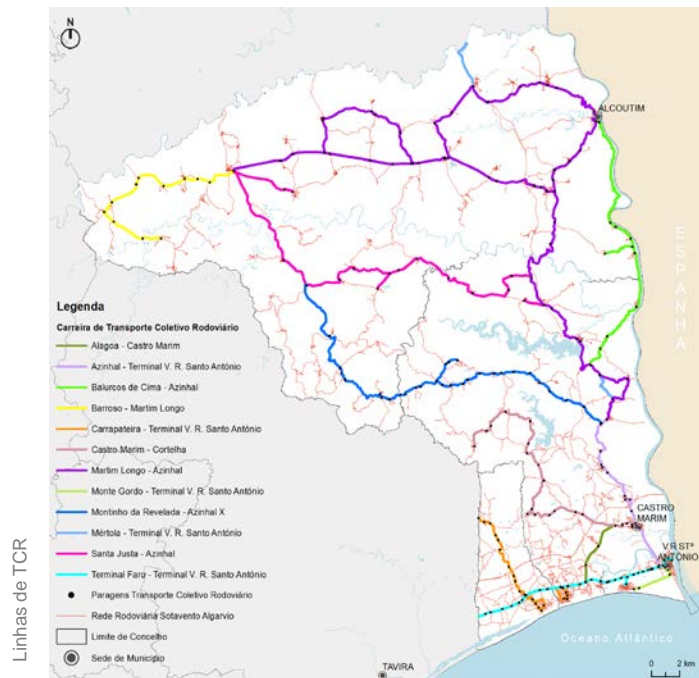 N
ALCOUTIM
ESPANHA
Legenda
Carreira de Transporte Coletivo Rodoviário
Alagoa - Castro Marim
Azinhal - Terminal V. R. Santo António
Balurcos de Cima - Azinhal
Barroso - Martim Longo
Carrapateira - Terminal V. R. Santo António
Castro Marim - Cortelha
Martim Longo - Azinhal
Monte Gordo - Terminal V. R. Santo António
Montinho da Revelada - Azinhal X
Mértola - Terminal V. R. Santo António
Santa Justa - Azinhal
Terminal Faro - Terminal V. R. Santo António
Paragens Transporte Coletivo Rodoviário
Rede Rodoviária Sotavento Algarvio
Limite de Concelho
Sede de Município
CASTRO
MARIM
V.R.STº
ANTÓNIO
Oceano Atlântico
TAVIRA
0 2 km
Linhas de TCR